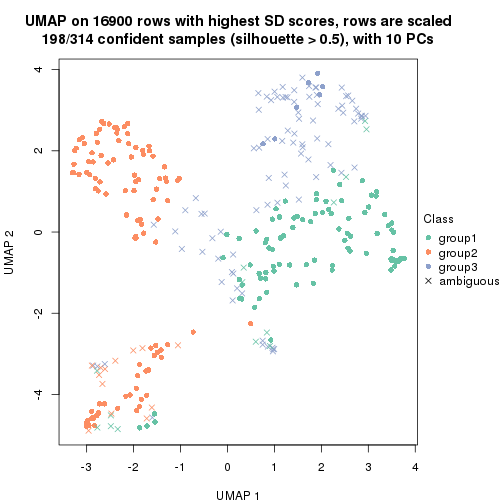 UMAP on 16900 rows with highest SD scores, rows are scaled
198/314 confident samples (silhouette > 0.5), with 10 PCs
4
2
0
-2
-4
UMAP 2
-3
-2
-1
0
1
2
3
4
UMAP 1
Class
group1
group2
group3
ambiguous